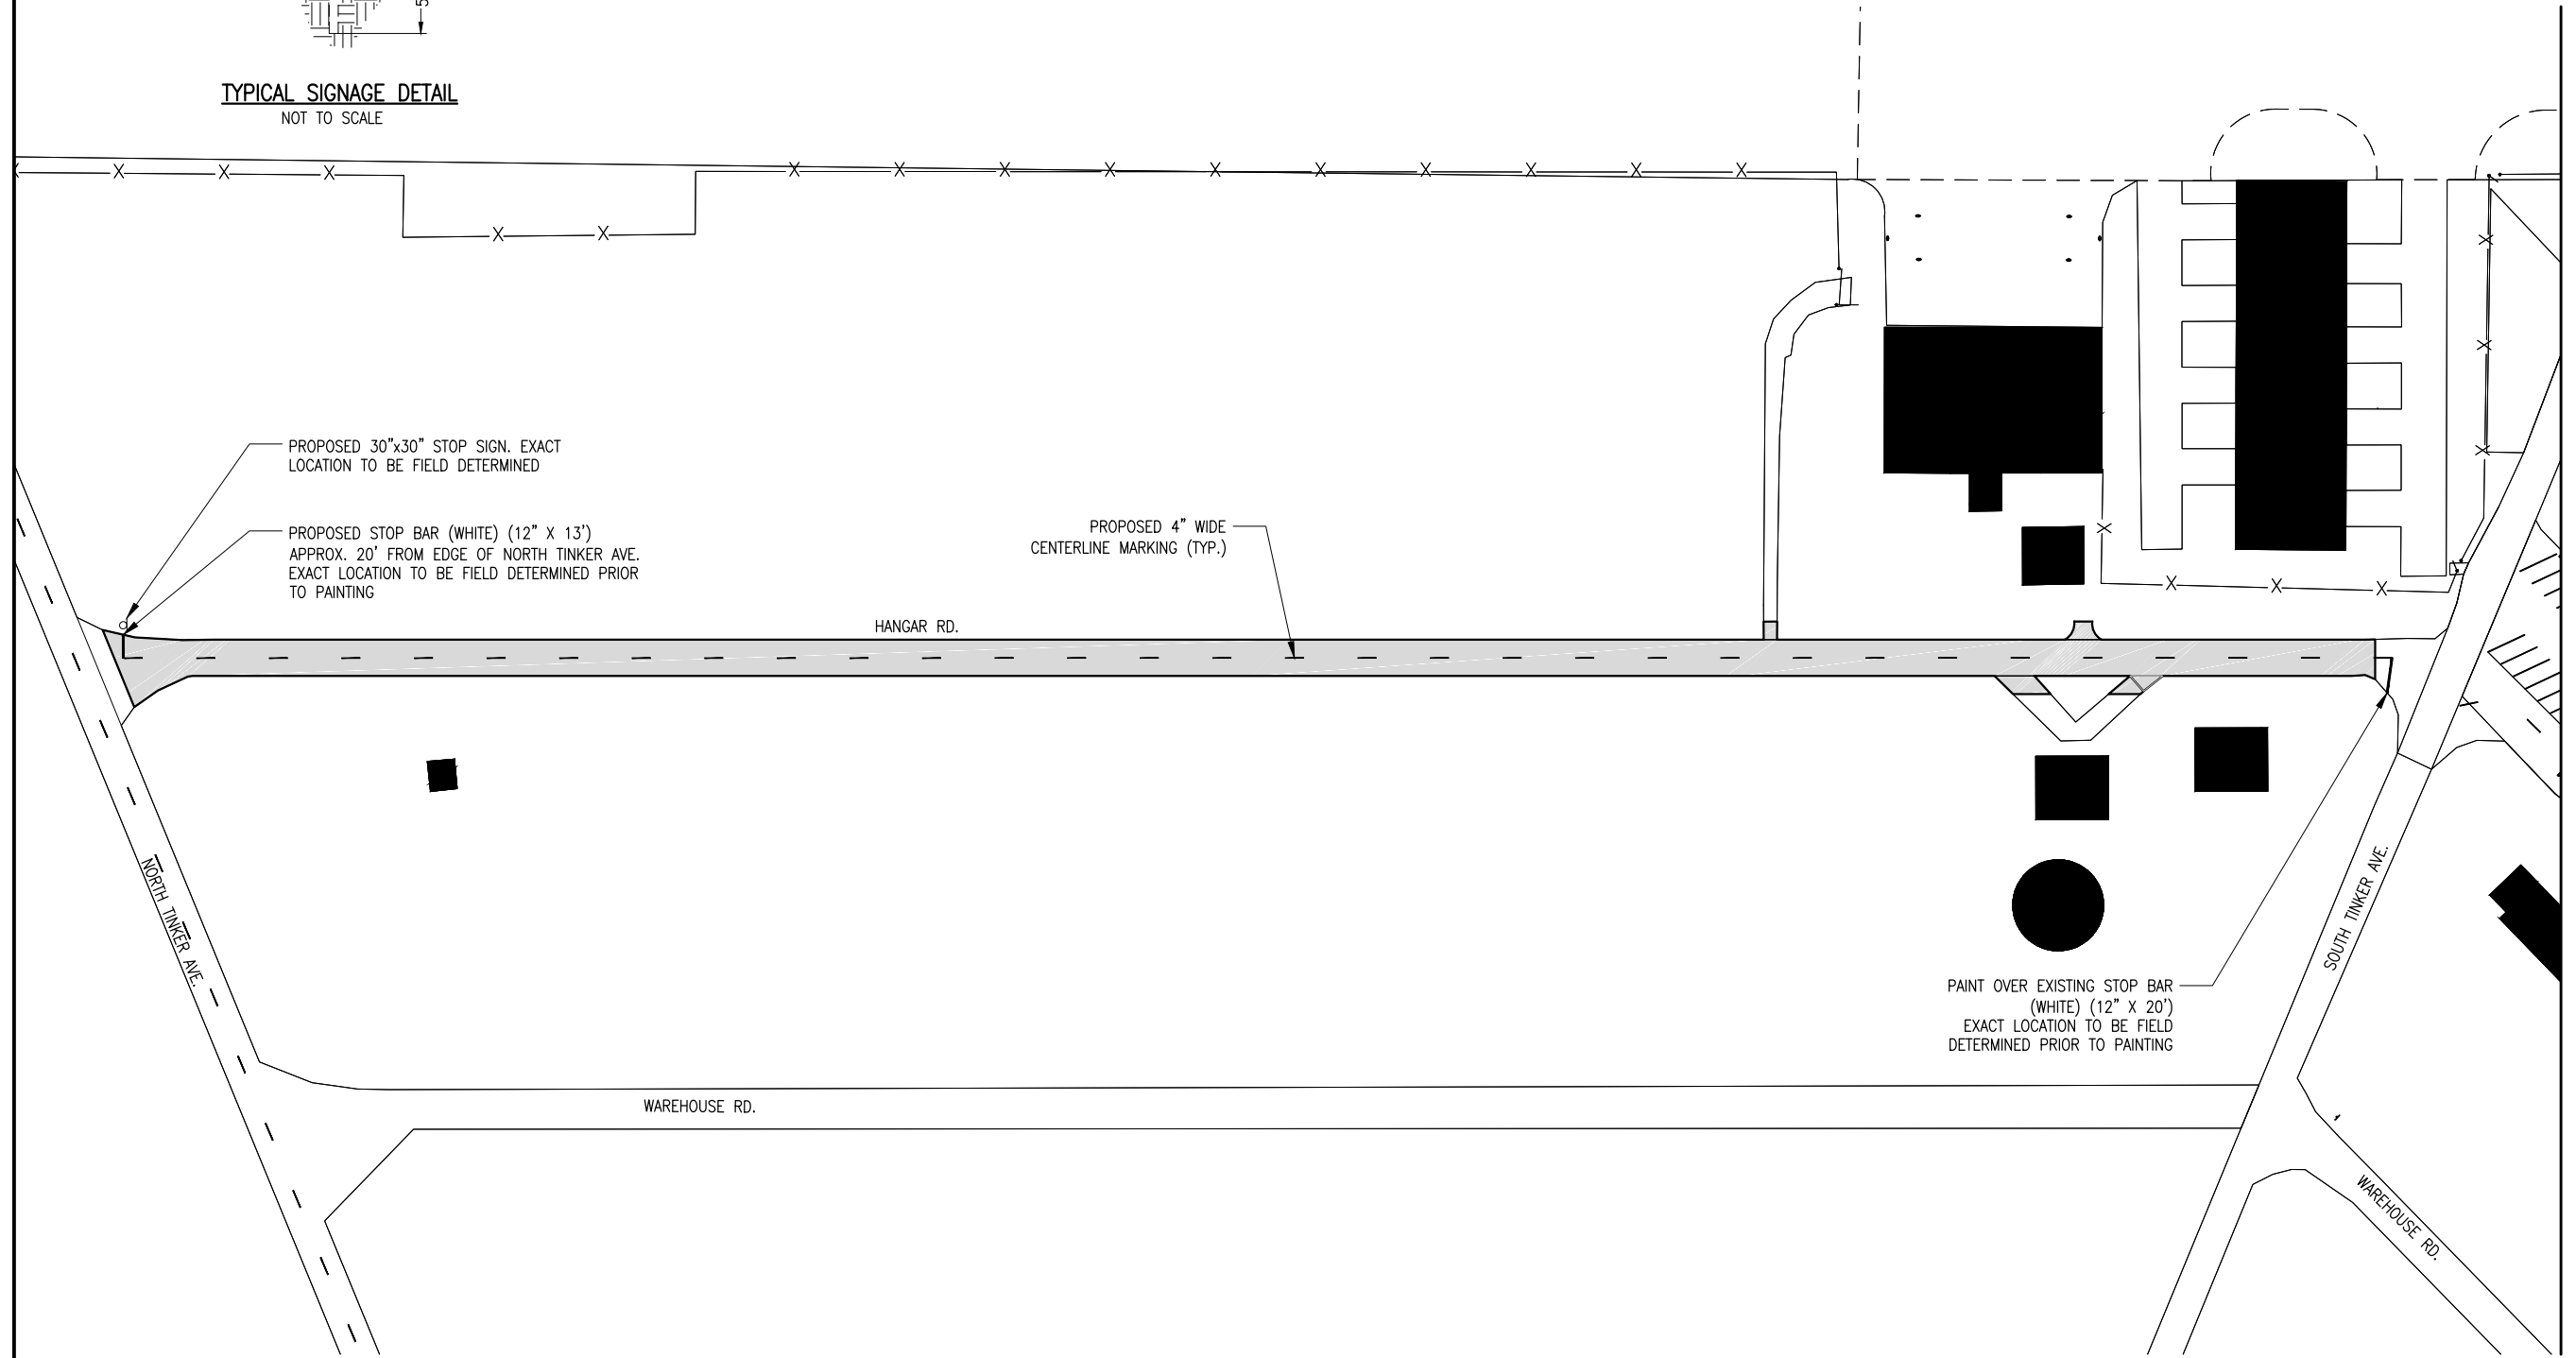 5
TYPICAL SIGNAGE DETAIL
NOT TO SCALE
PROPOSED 30"x30" STOP SIGN. EXACT
LOCATION TO BE FIELD DETERMINED
PROPOSED STOP BAR (WHITE) (12" X 13')
APPROX. 20' FROM EDGE OF NORTH TINKER AVE.
EXACT LOCATION TO BE FIELD DETERMINED PRIOR
TO PAINTING
PROPOSED 4" WIDE
CENTERLINE MARKING (TYP.)
HANGAR RD.
NORTH TINKER AVE.
SOUTH TINKER AVE.
PAINT OVER EXISTING STOP BAR
(WHITE) (12" X 20')
EXACT LOCATION TO BE FIELD
DETERMINED PRIOR TO PAINTING
WAREHOUSE RD.
WAREHOUSE RD.